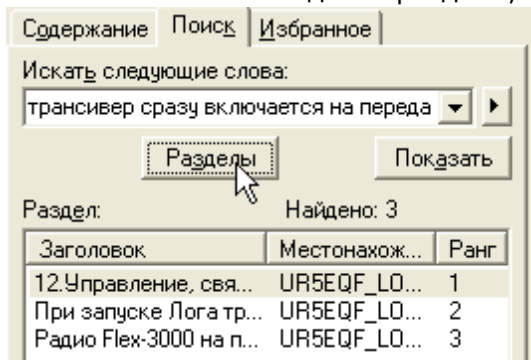 Содержание Поиск Избранное
Искать следующие слова:
трансивер сразу включается на переда
Разделы Показать
Раздел: Найдено: 3
Заголовок Местонахож... Ранг
12.Управление, свя... UR5EQF_LO... 1
При запуске Лога тр... UR5EQF_LO... 2
Радио Flex-3000 на п... UR5EQF_LO... 3